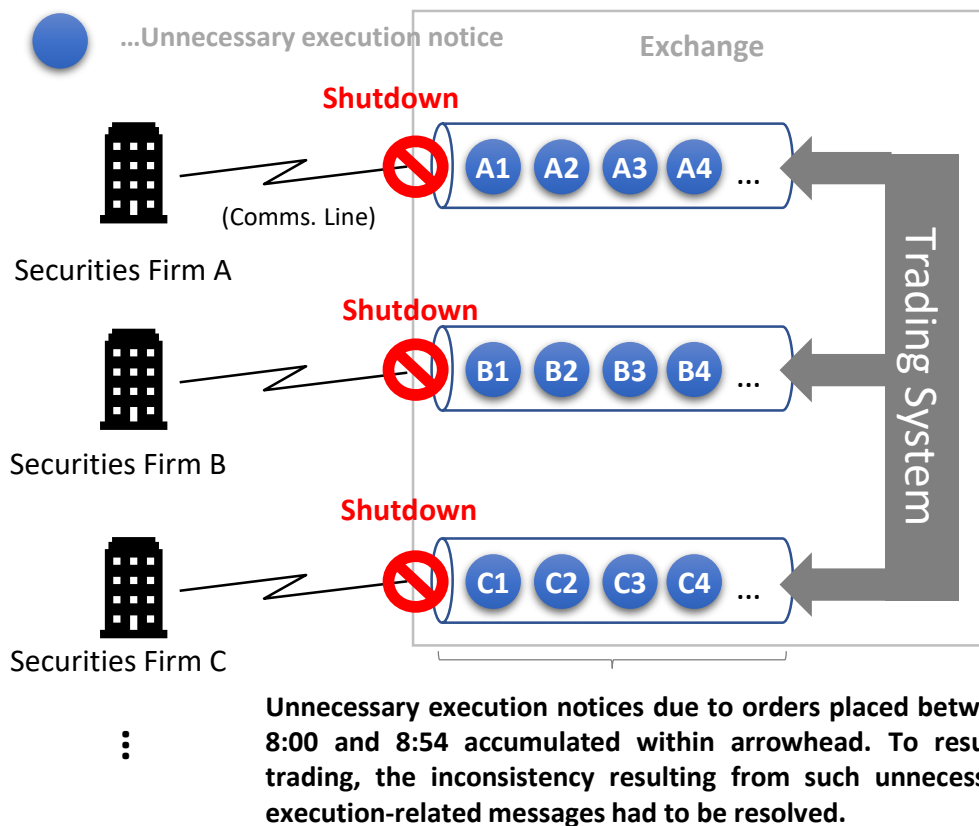 ...Unnecessary execution notice
Exchange
Shutdown
A1 A2 A3 A4 ...
(Comms. Line)
Securities Firm A
Shutdown
B1 B2 B3 B4 ...
Securities Firm B
Shutdown
C1 C2 C3 C4 ...
Securities Firm C
Trading System
Unnecessary execution notices due to orders placed betw
8:00 and 8:54 accumulated within arrowhead. To resu
trading, the inconsistency resulting from such unnecess
execution-related messages had to be resolved.